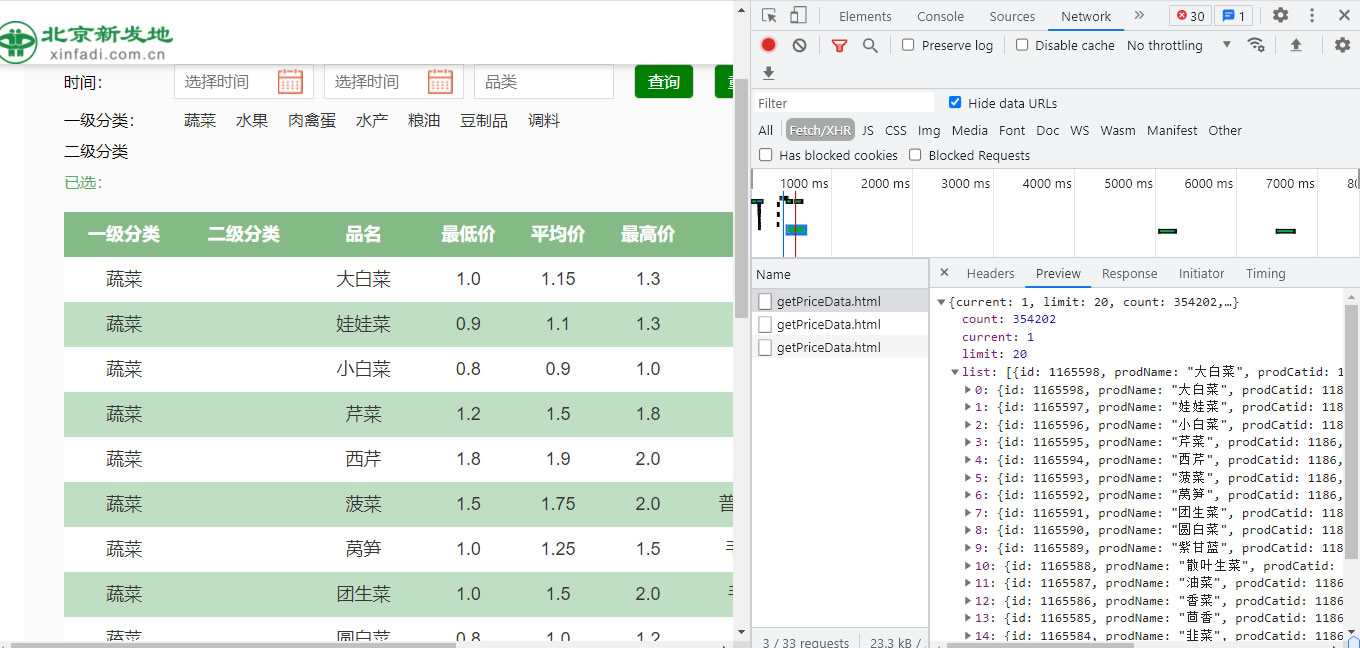 北京新发地
xinfadi.com.cn
时间：
选择时间
选择时间
品类
查询
一级分类：
蔬菜 水果 肉禽蛋 水产 粮油 豆制品 调料
二级分类
已选：
一级分类 二级分类 品名 最低价 平均价 最高价
蔬菜 大白菜 1.0 1.15 1.3
蔬菜 娃娃菜 0.9 1.1 1.3
蔬菜 小白菜 0.8 0.9 1.0
蔬菜 芹菜 1.2 1.5 1.8
蔬菜 西芹 1.8 1.9 2.0
蔬菜 菠菜 1.5 1.75 2.0 普
蔬菜 莴笋 1.0 1.25 1.5
蔬菜 团生菜 1.0 1.5 2.0
蔬菜 圆白菜 0.8 1.0 1.2
Elements Console Sources Network » 30 1
Preserve log Disable cache No throttling
Filter Hide data URLs
All Fetch/XHR JS CSS Img Media Font Doc WS Wasm Manifest Other
Has blocked cookies Blocked Requests
1000 ms 2000 ms 3000 ms 4000 ms 5000 ms 6000 ms 7000 ms 80
Name
getPriceData.html
getPriceData.html
getPriceData.html
3 / 33 requests 23.3 kB /
Headers Preview Response Initiator Timing
{current: 1, limit: 20, count: 354202,…}
count: 354202
current: 1
limit: 20
list: [{id: 1165598, prodName: "大白菜", prodCatid: 1
0: {id: 1165598, prodName: "大白菜", prodCatid: 118
1: {id: 1165597, prodName: "娃娃菜", prodCatid: 118
2: {id: 1165596, prodName: "小白菜", prodCatid: 118
3: {id: 1165595, prodName: "芹菜", prodCatid: 1186,
4: {id: 1165594, prodName: "西芹", prodCatid: 1186,
5: {id: 1165593, prodName: "菠菜", prodCatid: 1186,
6: {id: 1165592, prodName: "莴笋", prodCatid: 1186,
7: {id: 1165591, prodName: "团生菜", prodCatid: 118
8: {id: 1165590, prodName: "圆白菜", prodCatid: 118
9: {id: 1165589, prodName: "紫甘蓝", prodCatid: 118
10: {id: 1165588, prodName: "散叶生菜", prodCatid:
11: {id: 1165587, prodName: "油菜", prodCatid: 1186
12: {id: 1165586, prodName: "香菜", prodCatid: 1186
13: {id: 1165585, prodName: "茴香", prodCatid: 1186
14: {id: 1165584, prodName: "韭菜", prodCatid: 1186